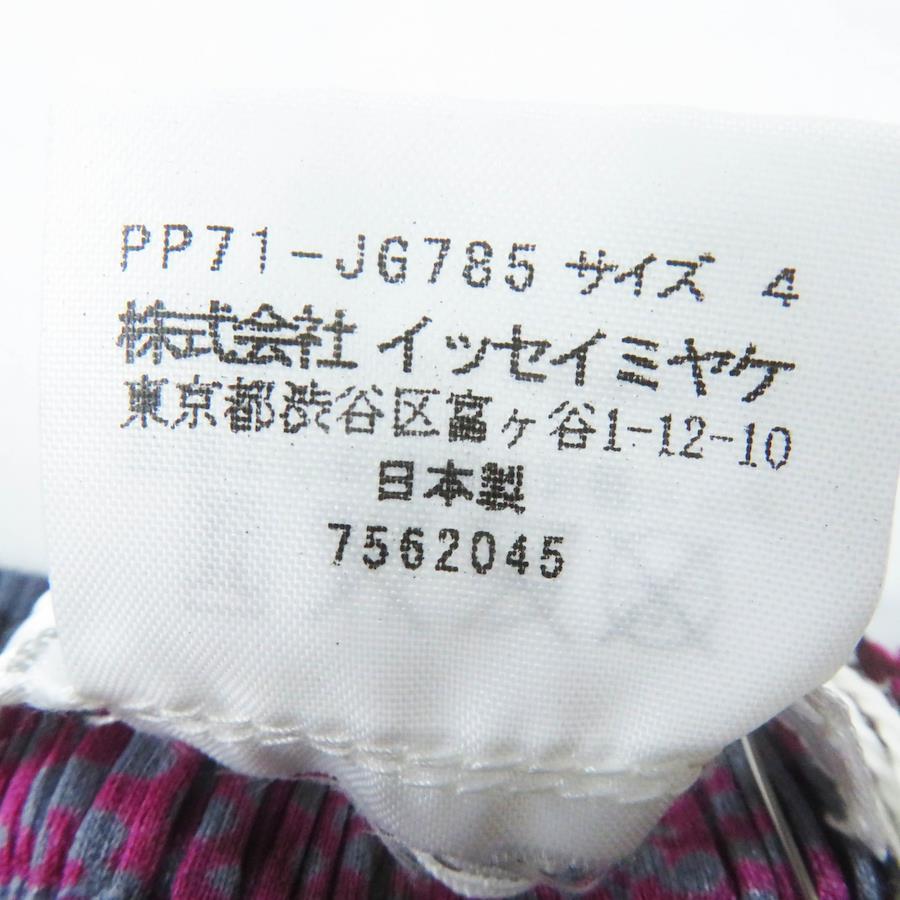 PP71-JG785 サイズ 4
株式会社 イッセイミヤケ
東京都渋谷区富ヶ谷1-12-10
日本製
7562045